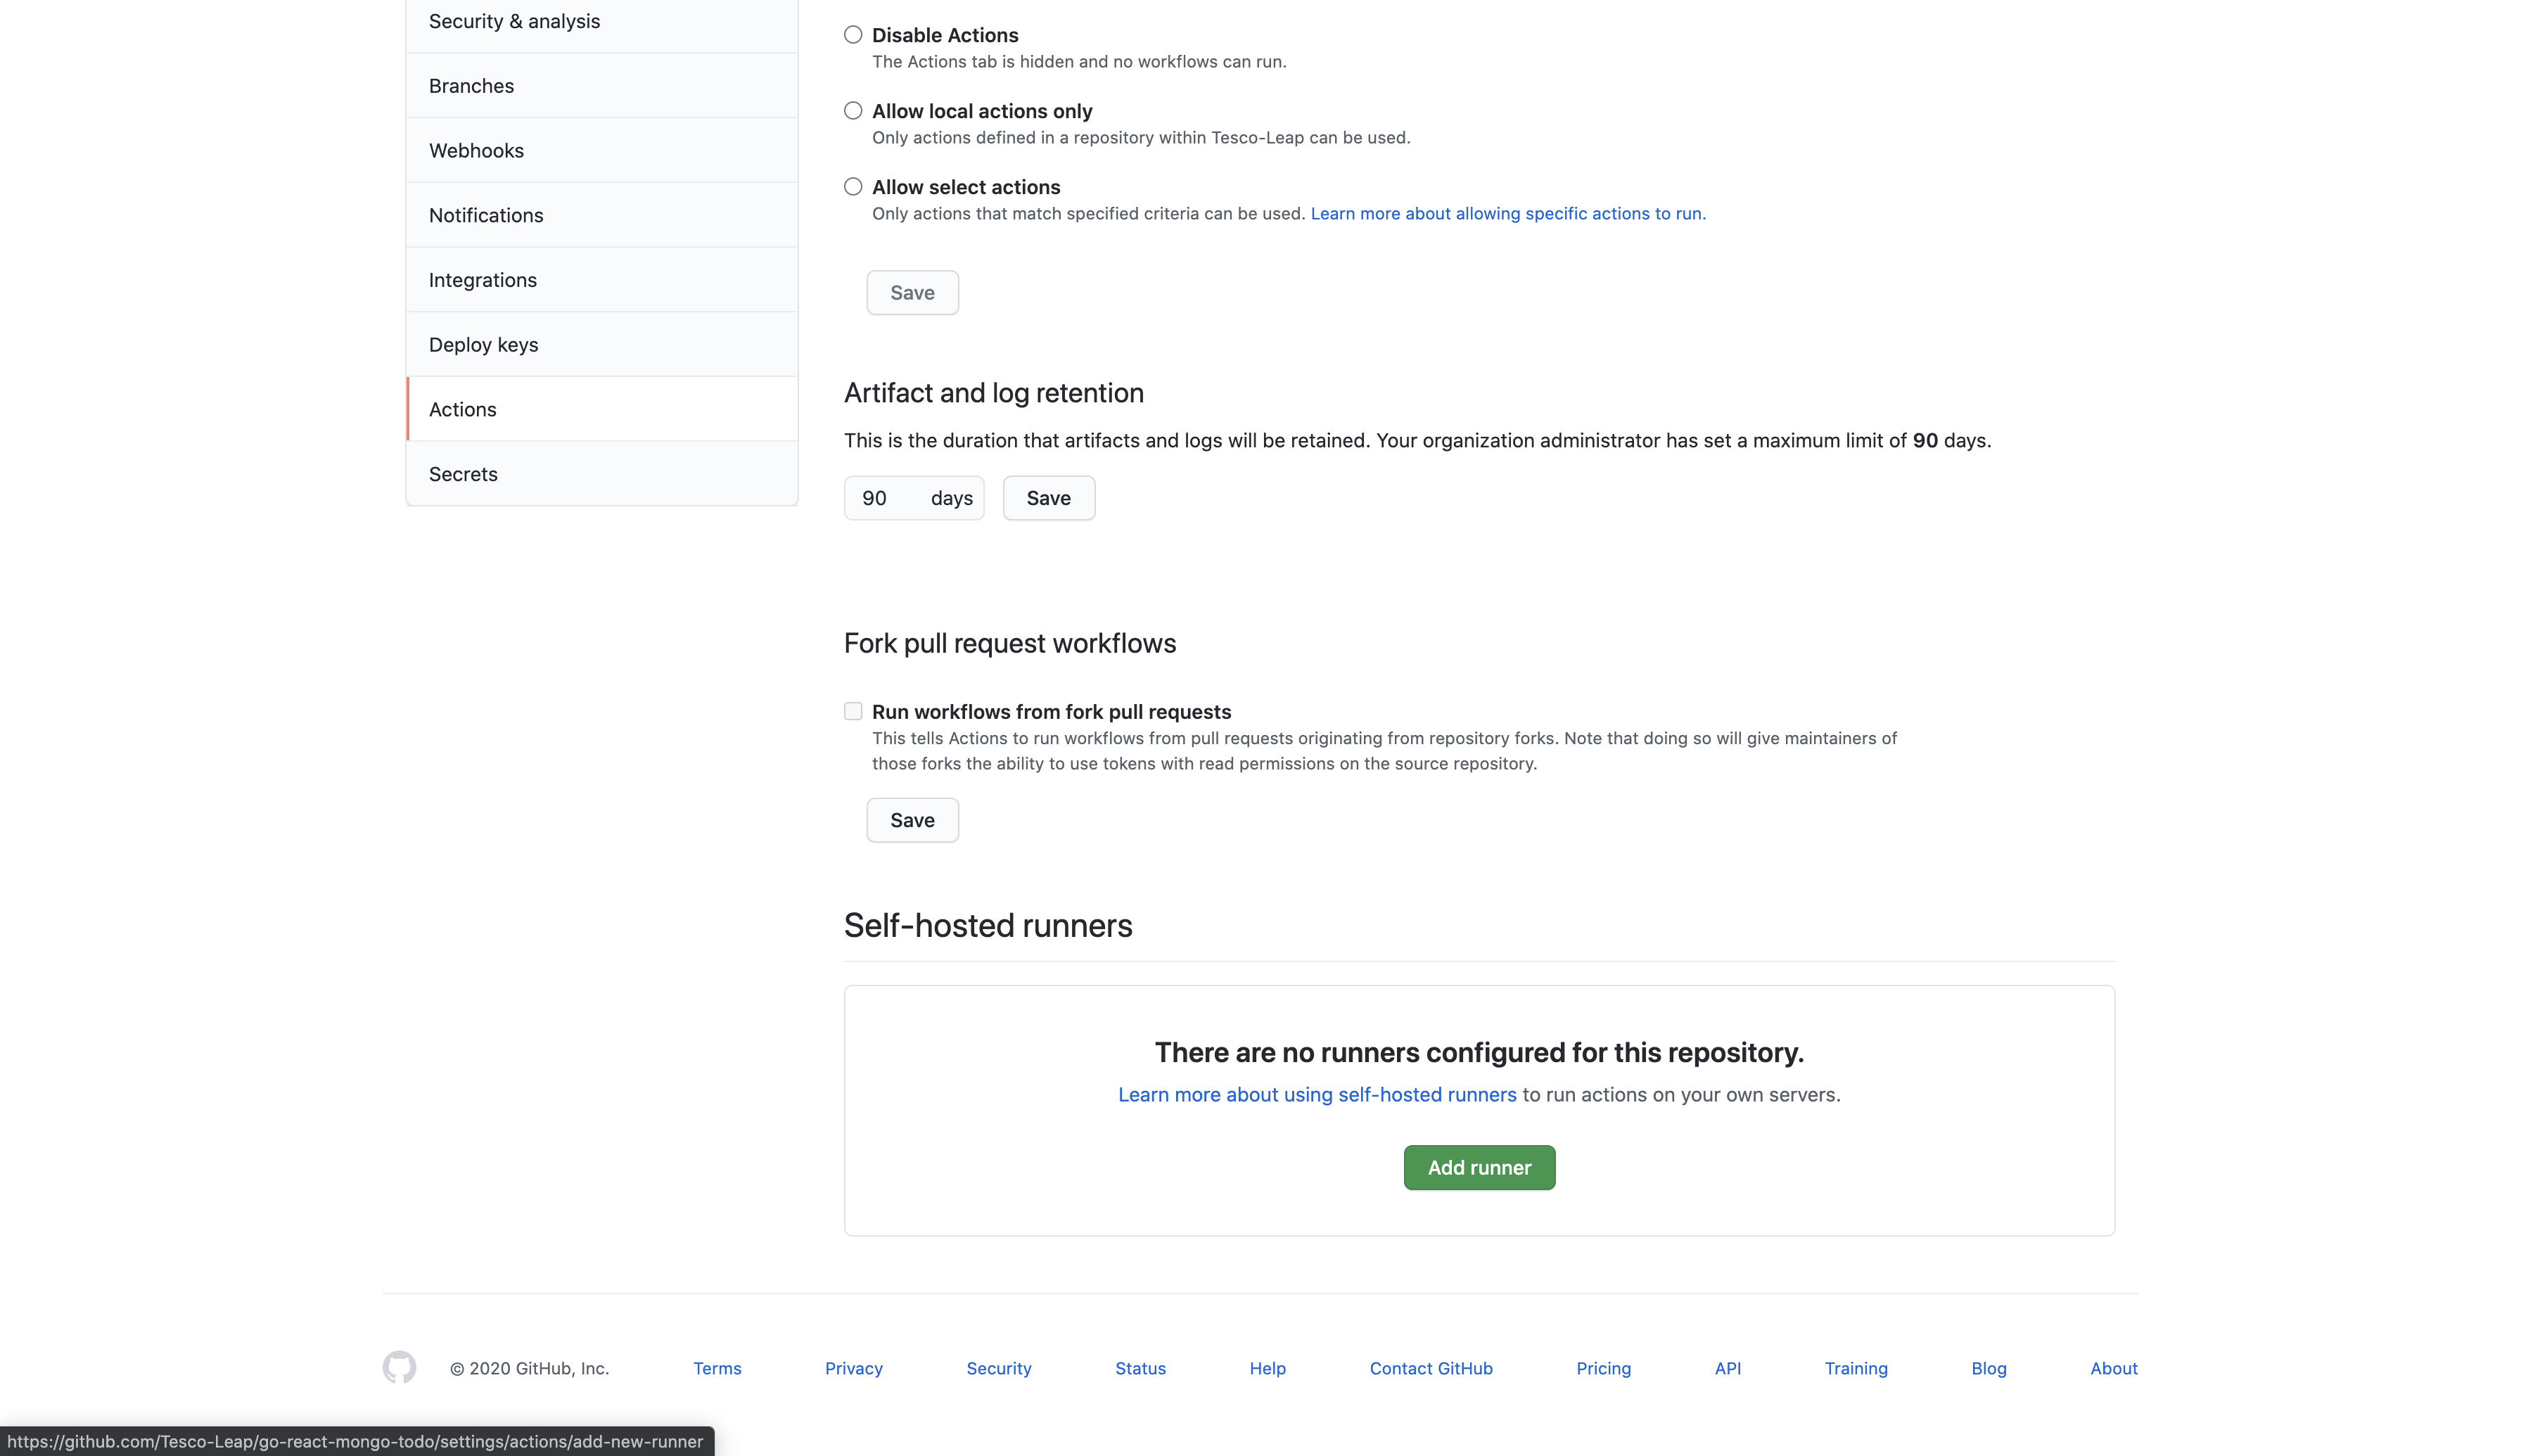 Security & analysis
Branches
Webhooks
Notifications
Integrations
Deploy keys
Actions
Secrets
Disable Actions
The Actions tab is hidden and no workflows can run.
Allow local actions only
Only actions defined in a repository within Tesco-Leap can be used.
Allow select actions
Only actions that match specified criteria can be used. Learn more about allowing specific actions to run.
Save
Artifact and log retention
This is the duration that artifacts and logs will be retained. Your organization administrator has set a maximum limit of 90 days.
90 days Save
Fork pull request workflows
Run workflows from fork pull requests
This tells Actions to run workflows from pull requests originating from repository forks. Note that doing so will give maintainers of
those forks the ability to use tokens with read permissions on the source repository.
Save
Self-hosted runners
There are no runners configured for this repository.
Learn more about using self-hosted runners to run actions on your own servers.
Add runner
© 2020 GitHub, Inc. Terms Privacy Security Status Help Contact GitHub Pricing API Training Blog About
https://github.com/Tesco-Leap/go-react-mongo-todo/settings/actions/add-new-runner